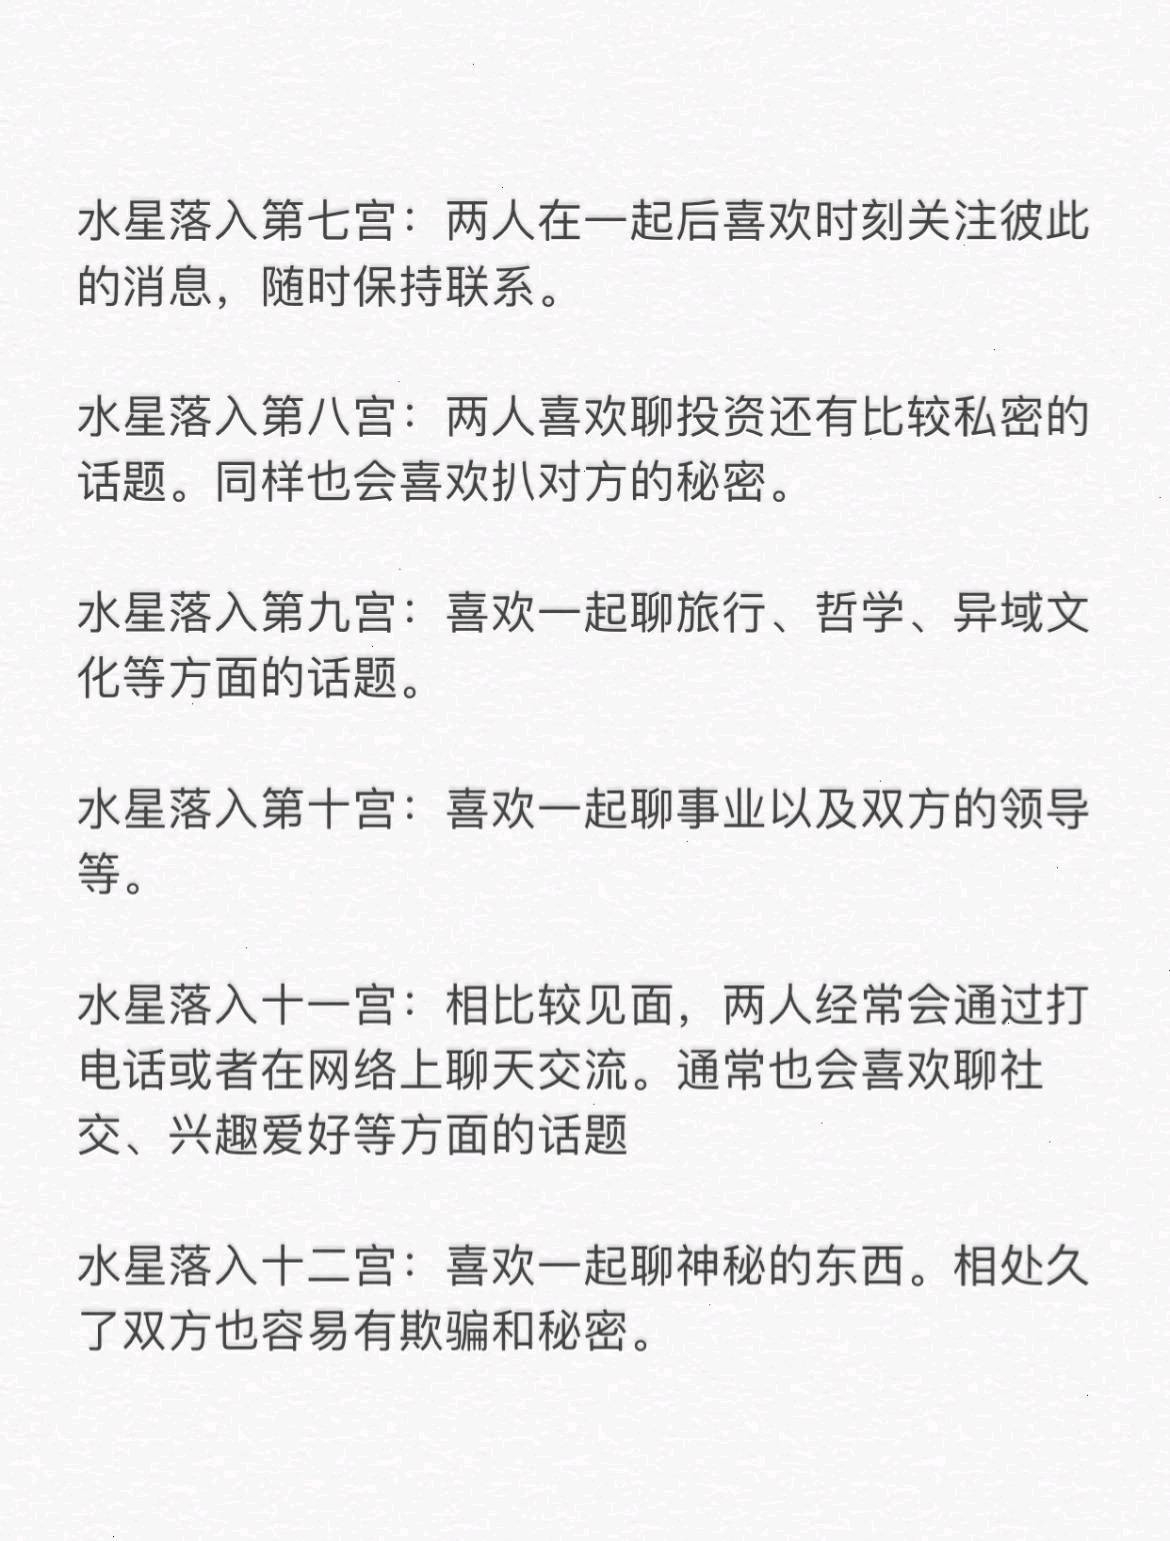 水星落入第七宫：两人在一起后喜欢时刻关注彼此
的消息，随时保持联系。
水星落入第八宫：两人喜欢聊投资还有比较私密的
话题。同样也会喜欢扒对方的秘密。
水星落入第九宫：喜欢一起聊旅行、哲学、异域文
化等方面的话题。
水星落入第十宫：喜欢一起聊事业以及双方的领导
等。
水星落入十一宫：相比较见面，两人经常会通过打
电话或者在网络上聊天交流。通常也会喜欢聊社
交、兴趣爱好等方面的话题
水星落入十二宫：喜欢一起聊神秘的东西。相处久
了双方也容易有欺骗和秘密。